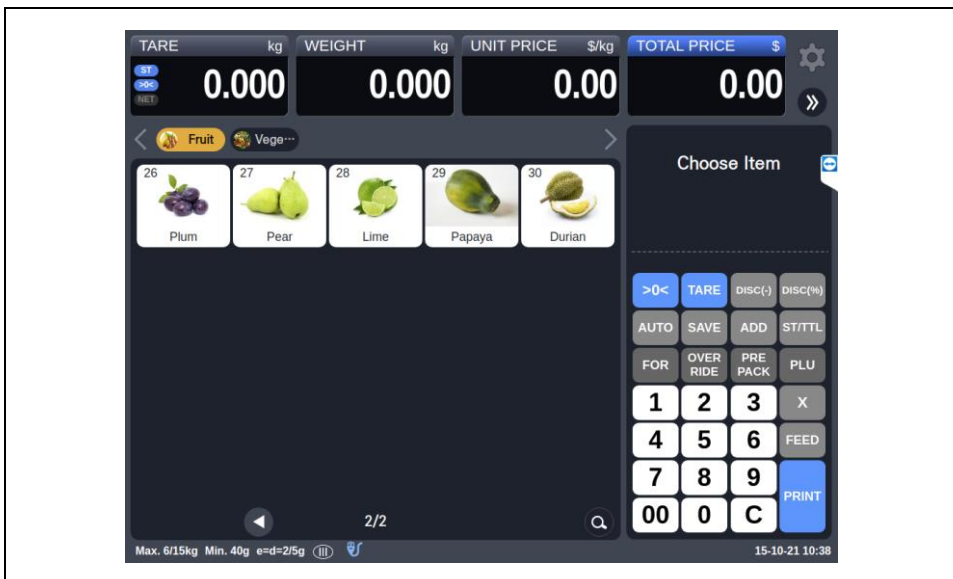 TARE kg WEIGHT kg UNIT PRICE $/kg TOTAL PRICE $
ST
>0<
NET
0.000 0.000 0.00 0.00
Fruit Vege···
Choose Item
26 27 28 29 30
Plum Pear Lime Papaya Durian
>0< TARE DISC(-) DISC(%)
AUTO SAVE ADD ST/TTL
FOR OVER RIDE PRE PACK PLU
1 2 3 X
4 5 6 FEED
7 8 9 PRINT
00 0 C
2/2
Max. 6/15kg Min. 40g e=d=2/5g III 15-10-21 10:38